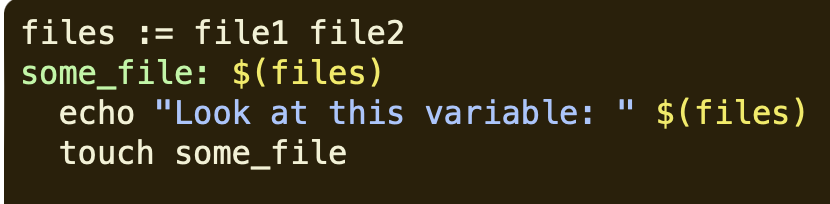 files := file1 file2
some_file: $(files)
  echo "Look at this variable: " $(files)
  touch some_file